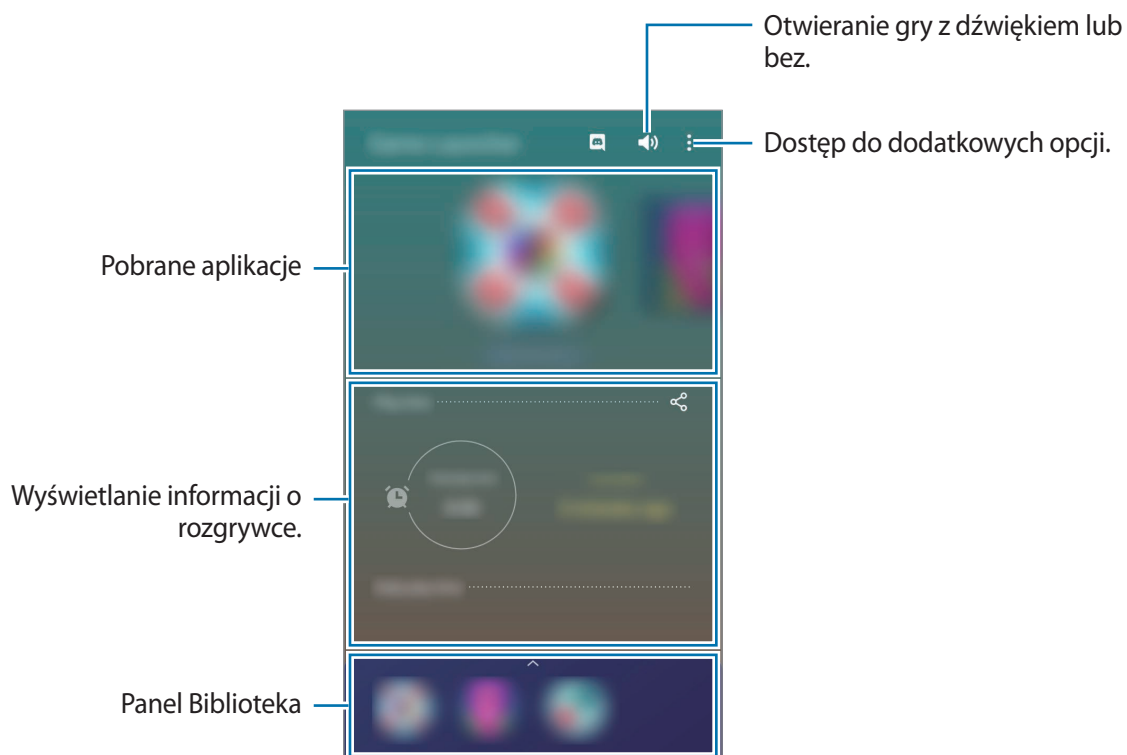 Otwieranie gry z dźwiękiem lub
bez.
Dostęp do dodatkowych opcji.
Pobrane aplikacje
Wyświetlanie informacji o
rozgrywce.
Panel Biblioteka